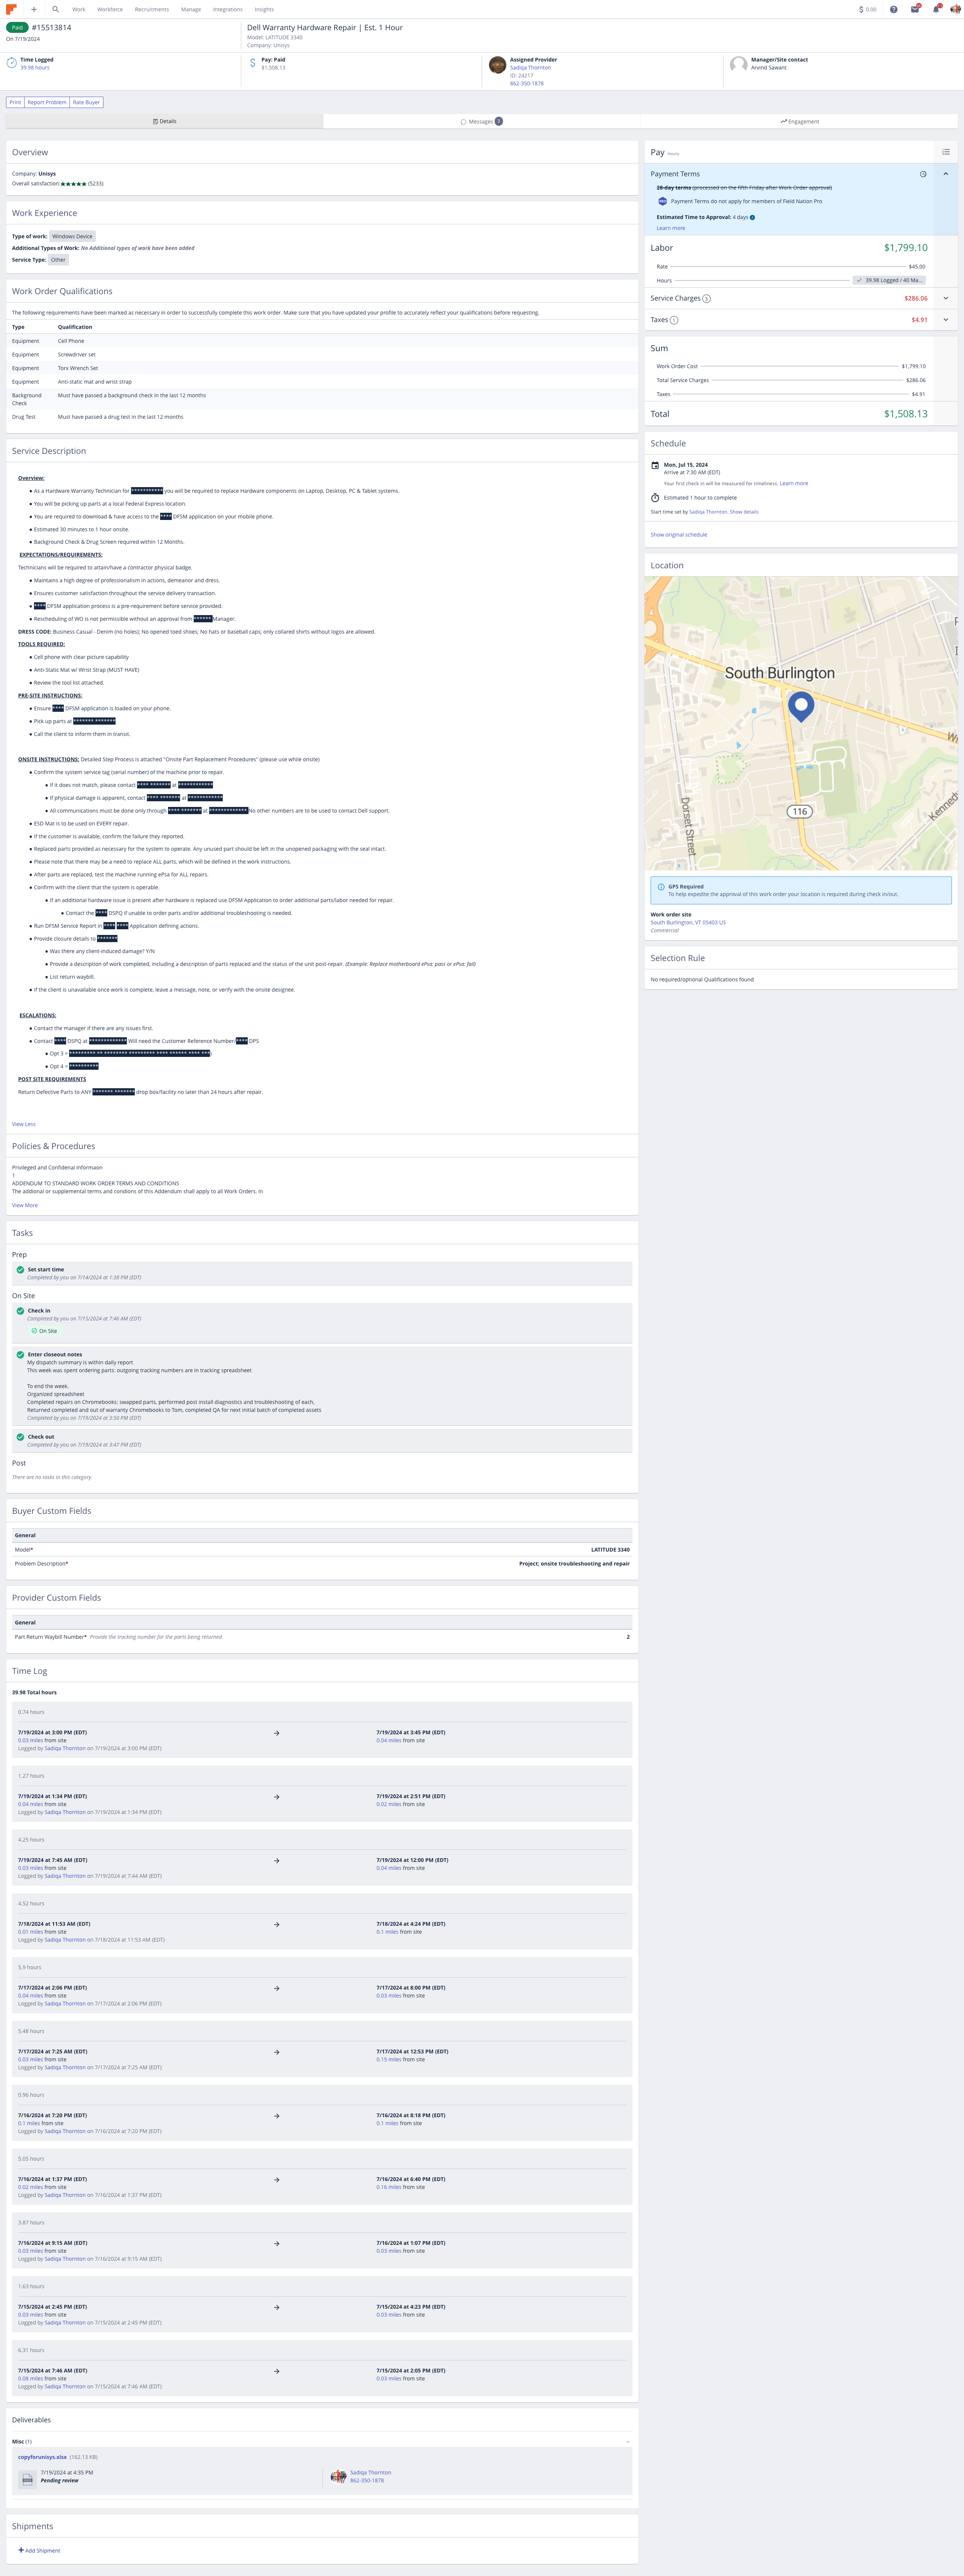 Work Workforce Recruitments Manage Integrations Insights
$ 0.00
Paid #15513814
On 7/19/2024
Dell Warranty Hardware Repair | Est. 1 Hour
Model: LATITUDE 3340
Company: Unisys
Time Logged
39.98 hours
Pay: Paid
$1,508.13
Assigned Provider
Sadiqa Thornton
ID: 24217
862-350-1878
Manager/Site contact
Arvind Sawant
Print Report Problem Rate Buyer
Details
Messages
Engagement
Overview
Company: Unisys
Overall satisfaction: ★★★★★ (5233)
Work Experience
Type of work: Windows Device
Additional Types of Work: No Additional types of work have been added
Service Type: Other
Work Order Qualifications
The following requirements have been marked as necessary in order to successfully complete this work order. Make sure that you have updated your profile to accurately reflect your qualifications before requesting.
Type Qualification
Equipment Cell Phone
Equipment Screwdriver set
Equipment Torx Wrench Set
Equipment Anti-static mat and wrist strap
Background Check Must have passed a background check in the last 12 months
Drug Test Must have passed a drug test in the last 12 months
Service Description
Overview:
♦ As a Hardware Warranty Technician for *********** you will be required to replace Hardware components on Laptop, Desktop, PC & Tablet systems.
♦ You will be picking up parts at a local Federal Express location.
♦ You are required to download & have access to the **** DFSM application on your mobile phone.
♦ Estimated 30 minutes to 1 hour onsite.
♦ Background Check & Drug Screen required within 12 Months.
EXPECTATIONS/REQUIREMENTS:
Technicians will be required to attain/have a contractor physical badge.
♦ Maintains a high degree of professionalism in actions, demeanor and dress.
♦ Ensures customer satisfaction throughout the service delivery transaction.
♦ **** DFSM application process is a pre-requirement before service provided.
♦ Rescheduling of WO is not permissible without an approval from ****** Manager.
DRESS CODE: Business Casual - Denim (no holes); No opened toed shoes; No hats or baseball caps; only collared shirts without logos are allowed.
TOOLS REQUIRED:
♦ Cell phone with clear picture capability
♦ Anti-Static Mat w/ Wrist Strap (MUST HAVE)
♦ Review the tool list attached.
PRE-SITE INSTRUCTIONS:
♦ Ensure **** DFSM application is loaded on your phone.
♦ Pick up parts at ******* *******
♦ Call the client to inform them in transit.
ONSITE INSTRUCTIONS: Detailed Step Process is attached "Onsite Part Replacement Procedures" (please use while onsite)
♦ Confirm the system service tag (serial number) of the machine prior to repair.
♦ If it does not match, please contact **** ******* at ************
♦ If physical damage is apparent, contact **** ******* at ************
♦ All communications must be done only through **** ******* at ************* No other numbers are to be used to contact Dell support.
♦ ESD Mat is to be used on EVERY repair.
♦ If the customer is available, confirm the failure they reported.
♦ Replaced parts provided as necessary for the system to operate. Any unused part should be left in the unopened packaging with the seal intact.
♦ Please note that there may be a need to replace ALL parts, which will be defined in the work instructions.
♦ After parts are replaced, test the machine running ePsa for ALL repairs.
♦ Confirm with the client that the system is operable.
♦ If an additional hardware issue is present after hardware is replaced use DFSM Application to order additional parts/labor needed for repair.
♦ Contact the **** DSPQ if unable to order parts and/or additional troubleshooting is needed.
♦ Run DFSM Service Report in **** **** Application defining actions.
♦ Provide closure details to *******
♦ Was there any client-induced damage? Y/N
♦ Provide a description of work completed, including a description of parts replaced and the status of the unit post-repair. (Example: Replace motherboard ePsa: pass or ePsa: fail)
♦ List return waybill.
♦ If the client is unavailable once work is complete, leave a message, note, or verify with the onsite designee.
ESCALATIONS:
♦ Contact the manager if there are any issues first.
♦ Contact **** DSPQ at ************* Will need the Customer Reference Number/**** DPS
♦ Opt 3 = ********* ** ******** ********* **** ****** **** ***)
♦ Opt 4 = **********
POST SITE REQUIREMENTS
Return Defective Parts to ANY ******* ******* drop box/facility no later than 24 hours after repair.
View Less
Policies & Procedures
Privileged and Confidenal Informaon
1
ADDENDUM TO STANDARD WORK ORDER TERMS AND CONDITIONS
The addional or supplemental terms and condions of this Addendum shall apply to all Work Orders. In
View More
Tasks
Prep
Set start time
Completed by you on 7/14/2024 at 1:38 PM (EDT)
On Site
Check in
Completed by you on 7/15/2024 at 7:46 AM (EDT)
On Site
Enter closeout notes
My dispatch summary is within daily report
This week was spent ordering parts: outgoing tracking numbers are in tracking spreadsheet
To end the week.
Organized spreadsheet
Completed repairs on Chromebooks: swapped parts, performed post install diagnostics and troubleshooting of each,
Returned completed and out of warranty Chromebooks to Tom, completed QA for next initial batch of completed assets
Completed by you on 7/19/2024 at 3:50 PM (EDT)
Check out
Completed by you on 7/19/2024 at 3:47 PM (EDT)
Post
There are no tasks in this category.
Buyer Custom Fields
General
Model* LATITUDE 3340
Problem Description* Project; onsite troubleshooting and repair
Provider Custom Fields
General
Part Return Waybill Number* Provide the tracking number for the parts being returned 2
Time Log
39.98 Total hours
0.74 hours
7/19/2024 at 3:00 PM (EDT) 7/19/2024 at 3:45 PM (EDT)
0.03 miles from site 0.04 miles from site
Logged by Sadiqa Thornton on 7/19/2024 at 3:00 PM (EDT)
1.27 hours
7/19/2024 at 1:34 PM (EDT) 7/19/2024 at 2:51 PM (EDT)
0.04 miles from site 0.02 miles from site
Logged by Sadiqa Thornton on 7/19/2024 at 1:34 PM (EDT)
4.25 hours
7/19/2024 at 7:45 AM (EDT) 7/19/2024 at 12:00 PM (EDT)
0.03 miles from site 0.04 miles from site
Logged by Sadiqa Thornton on 7/19/2024 at 7:44 AM (EDT)
4.52 hours
7/18/2024 at 11:53 AM (EDT) 7/18/2024 at 4:24 PM (EDT)
0.01 miles from site 0.1 miles from site
Logged by Sadiqa Thornton on 7/18/2024 at 11:53 AM (EDT)
5.9 hours
7/17/2024 at 2:06 PM (EDT) 7/17/2024 at 8:00 PM (EDT)
0.04 miles from site 0.03 miles from site
Logged by Sadiqa Thornton on 7/17/2024 at 2:06 PM (EDT)
5.48 hours
7/17/2024 at 7:25 AM (EDT) 7/17/2024 at 12:53 PM (EDT)
0.03 miles from site 0.15 miles from site
Logged by Sadiqa Thornton on 7/17/2024 at 7:25 AM (EDT)
0.96 hours
7/16/2024 at 7:20 PM (EDT) 7/16/2024 at 8:18 PM (EDT)
0.1 miles from site 0.1 miles from site
Logged by Sadiqa Thornton on 7/16/2024 at 7:20 PM (EDT)
5.05 hours
7/16/2024 at 1:37 PM (EDT) 7/16/2024 at 6:40 PM (EDT)
0.02 miles from site 0.16 miles from site
Logged by Sadiqa Thornton on 7/16/2024 at 1:37 PM (EDT)
3.87 hours
7/16/2024 at 9:15 AM (EDT) 7/16/2024 at 1:07 PM (EDT)
0.03 miles from site 0.03 miles from site
Logged by Sadiqa Thornton on 7/16/2024 at 9:15 AM (EDT)
1.63 hours
7/15/2024 at 2:45 PM (EDT) 7/15/2024 at 4:23 PM (EDT)
0.03 miles from site 0.03 miles from site
Logged by Sadiqa Thornton on 7/15/2024 at 2:45 PM (EDT)
6.31 hours
7/15/2024 at 7:46 AM (EDT) 7/15/2024 at 2:05 PM (EDT)
0.08 miles from site 0.03 miles from site
Logged by Sadiqa Thornton on 7/15/2024 at 7:46 AM (EDT)
Deliverables
Misc (1)
copyforunisys.xlsx (162.13 KB)
7/19/2024 at 4:35 PM
Pending review
Sadiqa Thornton
862-350-1878
Shipments
+ Add Shipment
Pay Hourly
Payment Terms
28-day terms (processed on the fifth Friday after Work Order approval)
Payment Terms do not apply for members of Field Nation Pro
Estimated Time to Approval: 4 days
Learn more
Labor $1,799.10
Rate $45.00
Hours 39.98 Logged / 40 Ma...
Service Charges $286.06
Taxes 1 $4.91
Sum
Work Order Cost $1,799.10
Total Service Charges $286.06
Taxes $4.91
Total $1,508.13
Schedule
Mon, Jul 15, 2024
Arrive at 7:30 AM (EDT)
Your first check in will be measured for timeliness. Learn more
Estimated 1 hour to complete
Start time set by Sadiqa Thornton. Show details
Show original schedule
Location
South Burlington
116
Dorset Street
Kennedy
GPS Required
To help expedite the approval of this work order your location is required during check in/out.
Work order site
South Burlington, VT 05403 US
Commercial
Selection Rule
No required/optional Qualifications found